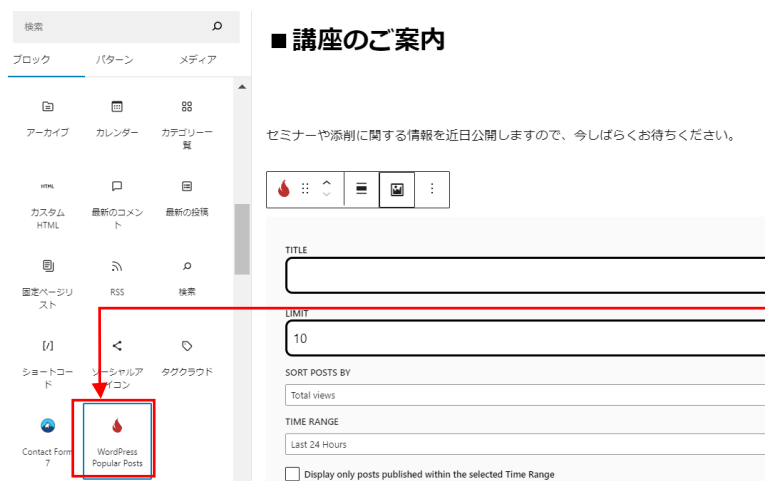 検索
ブロック
パターン
メディア
アーカイブ
カレンダー
カテゴリー一
覧
HTML
カスタム
HTML
最新のコメン
ト
最新の投稿
固定ページリ
スト
RSS
検索
[/]
ショートコー
ド
ソーシャルア
イコン
タグクラウド
Contact Form
7
WordPress
Popular Posts
■講座のご案内
セミナーや添削に関する情報を近日公開しますので、今しばらくお待ちください。
TITLE
LIMIT
10
SORT POSTS BY
Total views
TIME RANGE
Last 24 Hours
Display only posts published within the selected Time Range